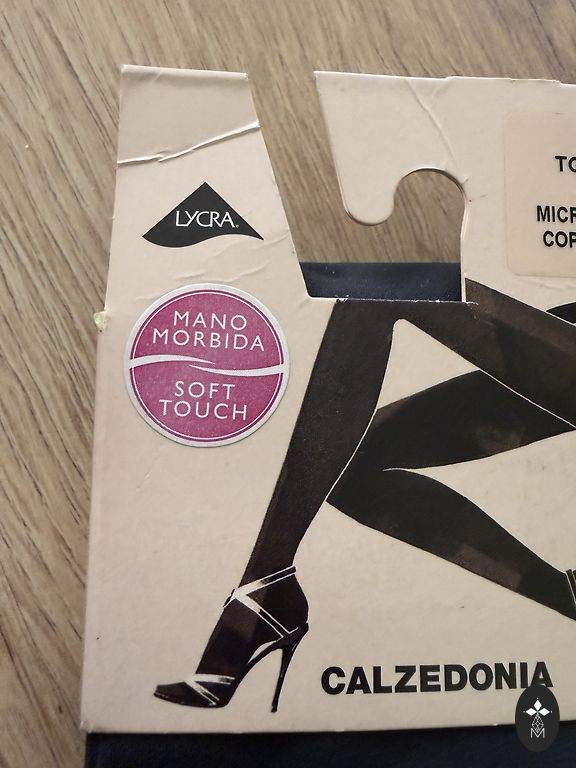 LYCRA®
MANO
MORBIDA
SOFT
TOUCH
CALZEDONIA